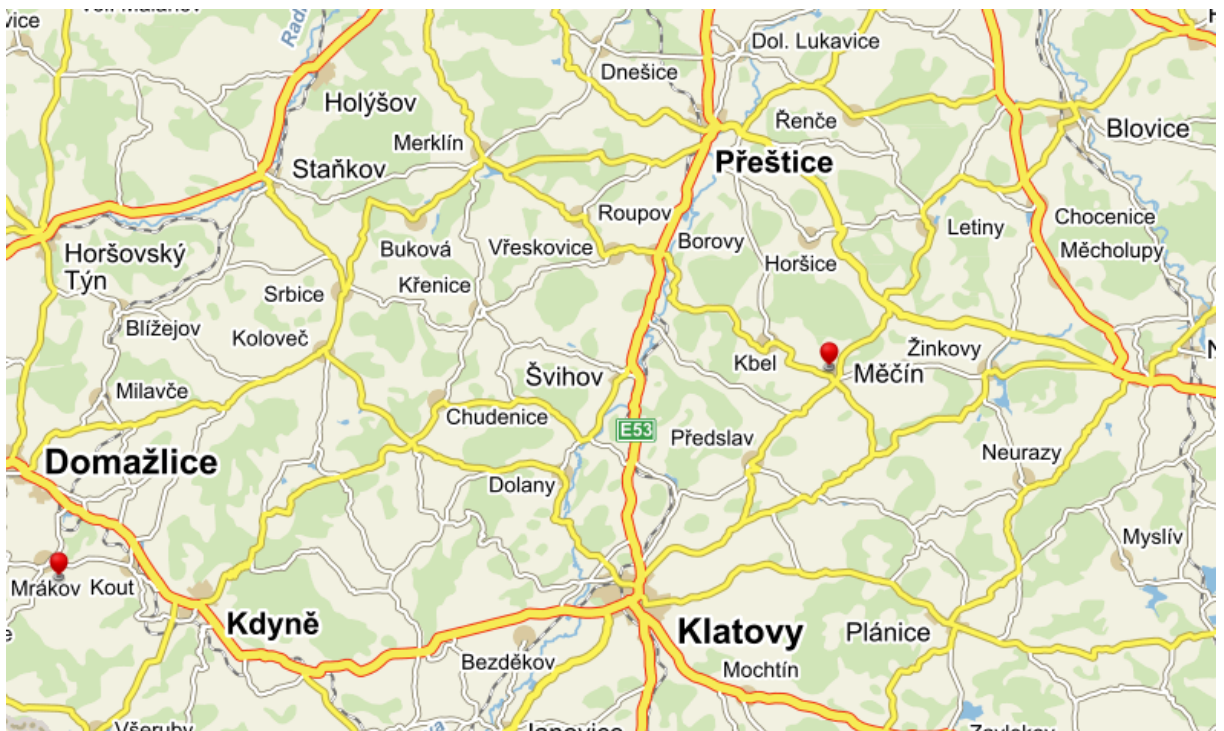 Dol. Lukavice
Dnešice
Holýšov
Řenče
Blovice
Merklín
Staňkov
Přeštice
Roupov
Chocenice
Letiny
Buková
Vřeskovice
Borovy
Měcholupy
Horšovský
Týn
Horšice
Křenice
Srbice
Blížejov
Koloveč
Žinkovy
Kbel
Měčín
Švihov
Milavče
Chudenice
E53
Předslav
Domažlice
Neurazy
Dolany
Myslív
Mrákov
Kout
Kdyně
Klatovy
Plánice
Bezděkov
Mochtín
Všeruby